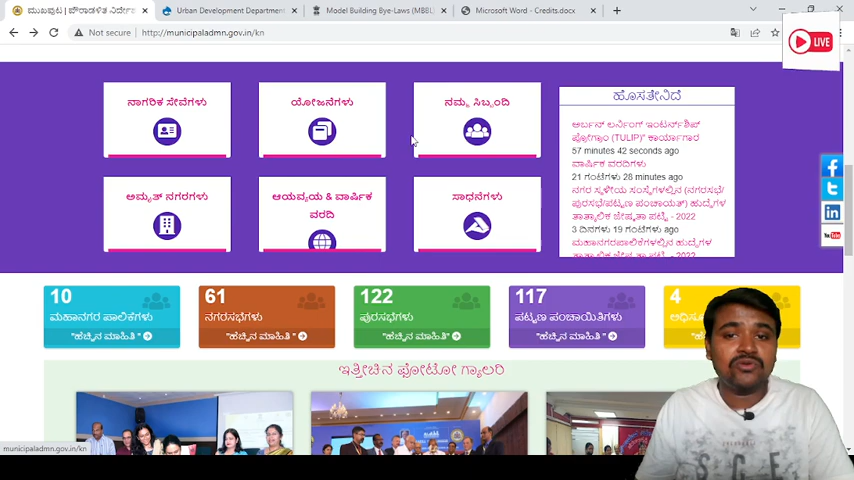 ಮುಖಪುಟ | ಪೌರಾಡಳಿತ ನಿರ್ದೇ
Urban Development Department
Model Building Bye-Laws (MBBL)
Microsoft Word - Credits.docx
Not secure | http://municipaladmn.gov.in/kn
LIVE
ನಾಗರಿಕ ಸೇವೆಗಳು
ಯೋಜನೆಗಳು
ನಮ್ಮ ಸಿಬ್ಬಂದಿ
ಅಮೃತ್ ನಗರಗಳು
ಆಯವ್ಯಯ & ವಾರ್ಷಿಕ
ವರದಿ
ಸಾಧನೆಗಳು
ಹೊಸತೇನಿದೆ
ಅರ್ಬನ್ ಲರ್ನಿಂಗ್ ಇಂಟರ್ನ್‌ಶಿಪ್
ಪ್ರೋಗ್ರಾಂ (TULIP)" ಕಾರ್ಯಾಗಾರ
57 minutes 42 seconds ago
ವಾರ್ಷಿಕ ವರದಿಗಳು
21 ಗಂಟೆಗಳು 28 minutes ago
ನಗರ ಸ್ಥಳೀಯ ಸಂಸ್ಥೆಗಳಲ್ಲಿನ (ನಗರಸಭೆ/
ಪುರಸಭೆ/ಪಟ್ಟಣ ಪಂಚಾಯತ್) ಹುದ್ದೆಗಳ
ತಾತ್ಕಾಲಿಕ ಜೇಷ್ಠತಾ ಪಟ್ಟಿ - 2022
3 ದಿನಗಳು 19 ಗಂಟೆಗಳು ago
ಮಹಾನಗರಪಾಲಿಕೆಗಳಲ್ಲಿನ ಹುದ್ದೆಗಳ
ತಾತ್ಕಾಲಿಕ ಜೇಷ್ಠತಾ ಪಟ್ಟಿ - 2022
10
ಮಹಾನಗರ ಪಾಲಿಕೆಗಳು
"ಹೆಚ್ಚಿನ ಮಾಹಿತಿ"
61
ನಗರಸಭೆಗಳು
"ಹೆಚ್ಚಿನ ಮಾಹಿತಿ"
122
ಪುರಸಭೆಗಳು
"ಹೆಚ್ಚಿನ ಮಾಹಿತಿ"
117
ಪಟ್ಟಣ ಪಂಚಾಯಿತಿಗಳು
"ಹೆಚ್ಚಿನ ಮಾಹಿತಿ"
4
ಇತ್ತೀಚಿನ ಫೋಟೋ ಗ್ಯಾಲರಿ
municipaladmn.gov.in/kn